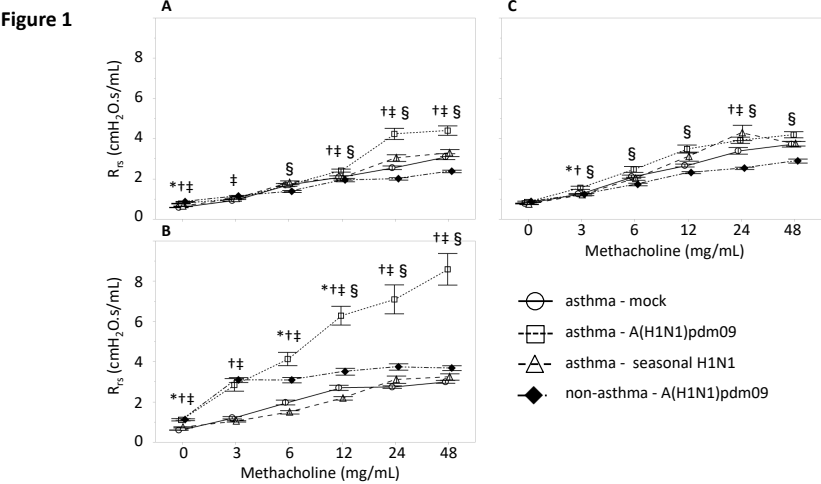 Figure 1
A
R_rs (cmH₂O.s/mL)
8
6
4
2
0
*†‡
‡
§
†‡ §
†‡ §
†‡ §
B
R_rs (cmH₂O.s/mL)
8
6
4
2
0
*†‡
†‡
*†‡
*†‡ §
†‡ §
†‡ §
0 3 6 12 24 48
Methacholine (mg/mL)
C
*† §
§
§
†‡ §
§
0 3 6 12 24 48
Methacholine (mg/mL)
asthma - mock
asthma - A(H1N1)pdm09
asthma - seasonal H1N1
non-asthma - A(H1N1)pdm09